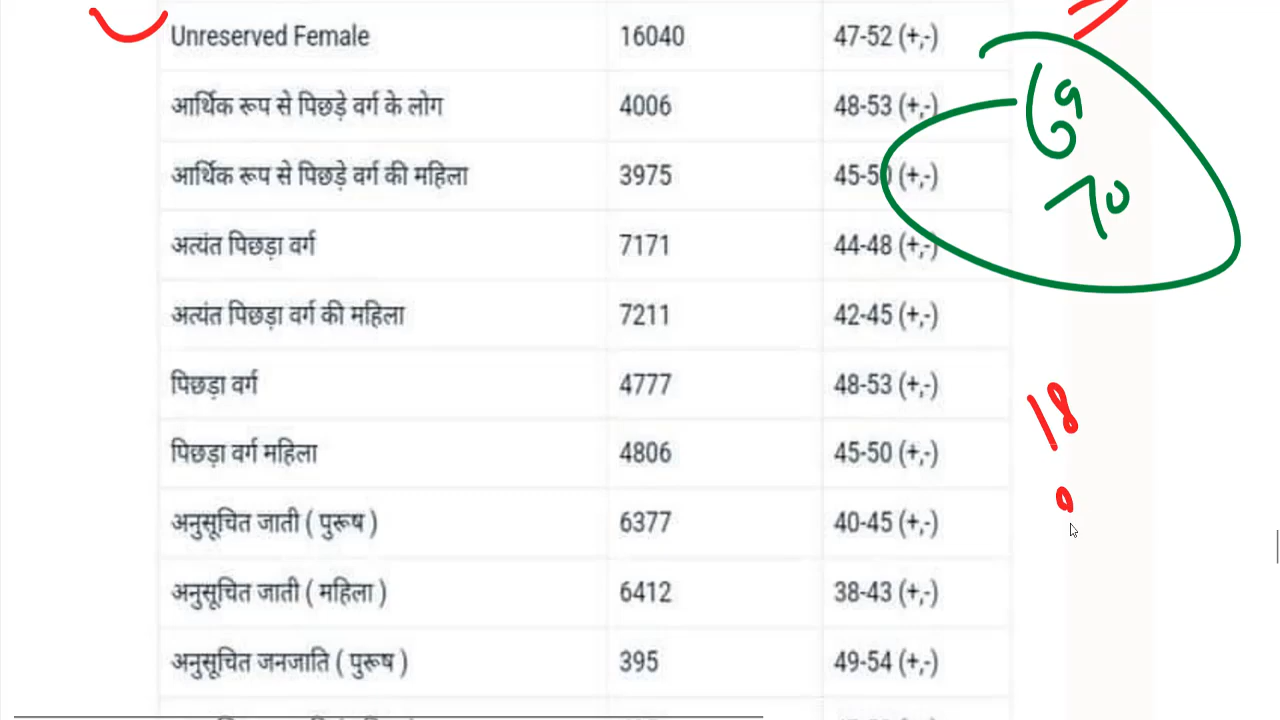 Unreserved Female 16040 47-52 (+,-)
आर्थिक रूप से पिछड़े वर्ग के लोग 4006 48-53 (+,-)
आर्थिक रूप से पिछड़े वर्ग की महिला 3975 45-50 (+,-)
अत्यंत पिछड़ा वर्ग 7171 44-48 (+,-)
अत्यंत पिछड़ा वर्ग की महिला 7211 42-45 (+,-)
पिछड़ा वर्ग 4777 48-53 (+,-)
पिछड़ा वर्ग महिला 4806 45-50 (+,-)
अनुसूचित जाती ( पुरूष ) 6377 40-45 (+,-)
अनुसूचित जाती ( महिला ) 6412 38-43 (+,-)
अनुसूचित जनजाति ( पुरूष ) 395 49-54 (+,-)
69
70
18